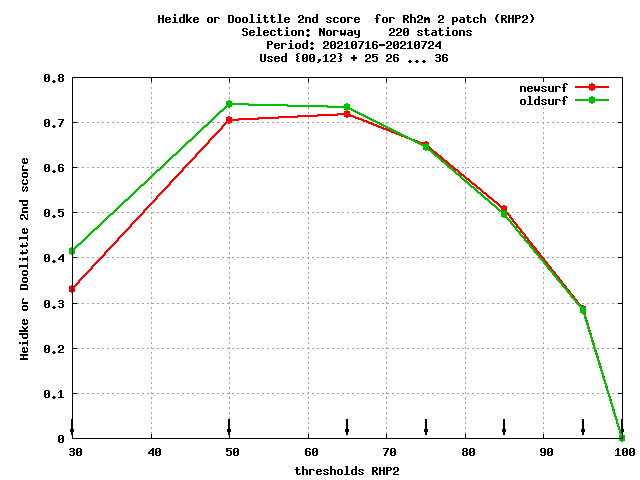 Heidke or Doolittle 2nd score  for Rh2m 2 patch (RHP2)
Selection: Norway    220 stations
Period: 20210716-20210724
Used {00,12} + 25 26 ... 36
newsurf
oldsurf
Heidke or Doolittle 2nd score
0.8
0.7
0.6
0.5
0.4
0.3
0.2
0.1
0
30 40 50 60 70 80 90 100
thresholds RHP2